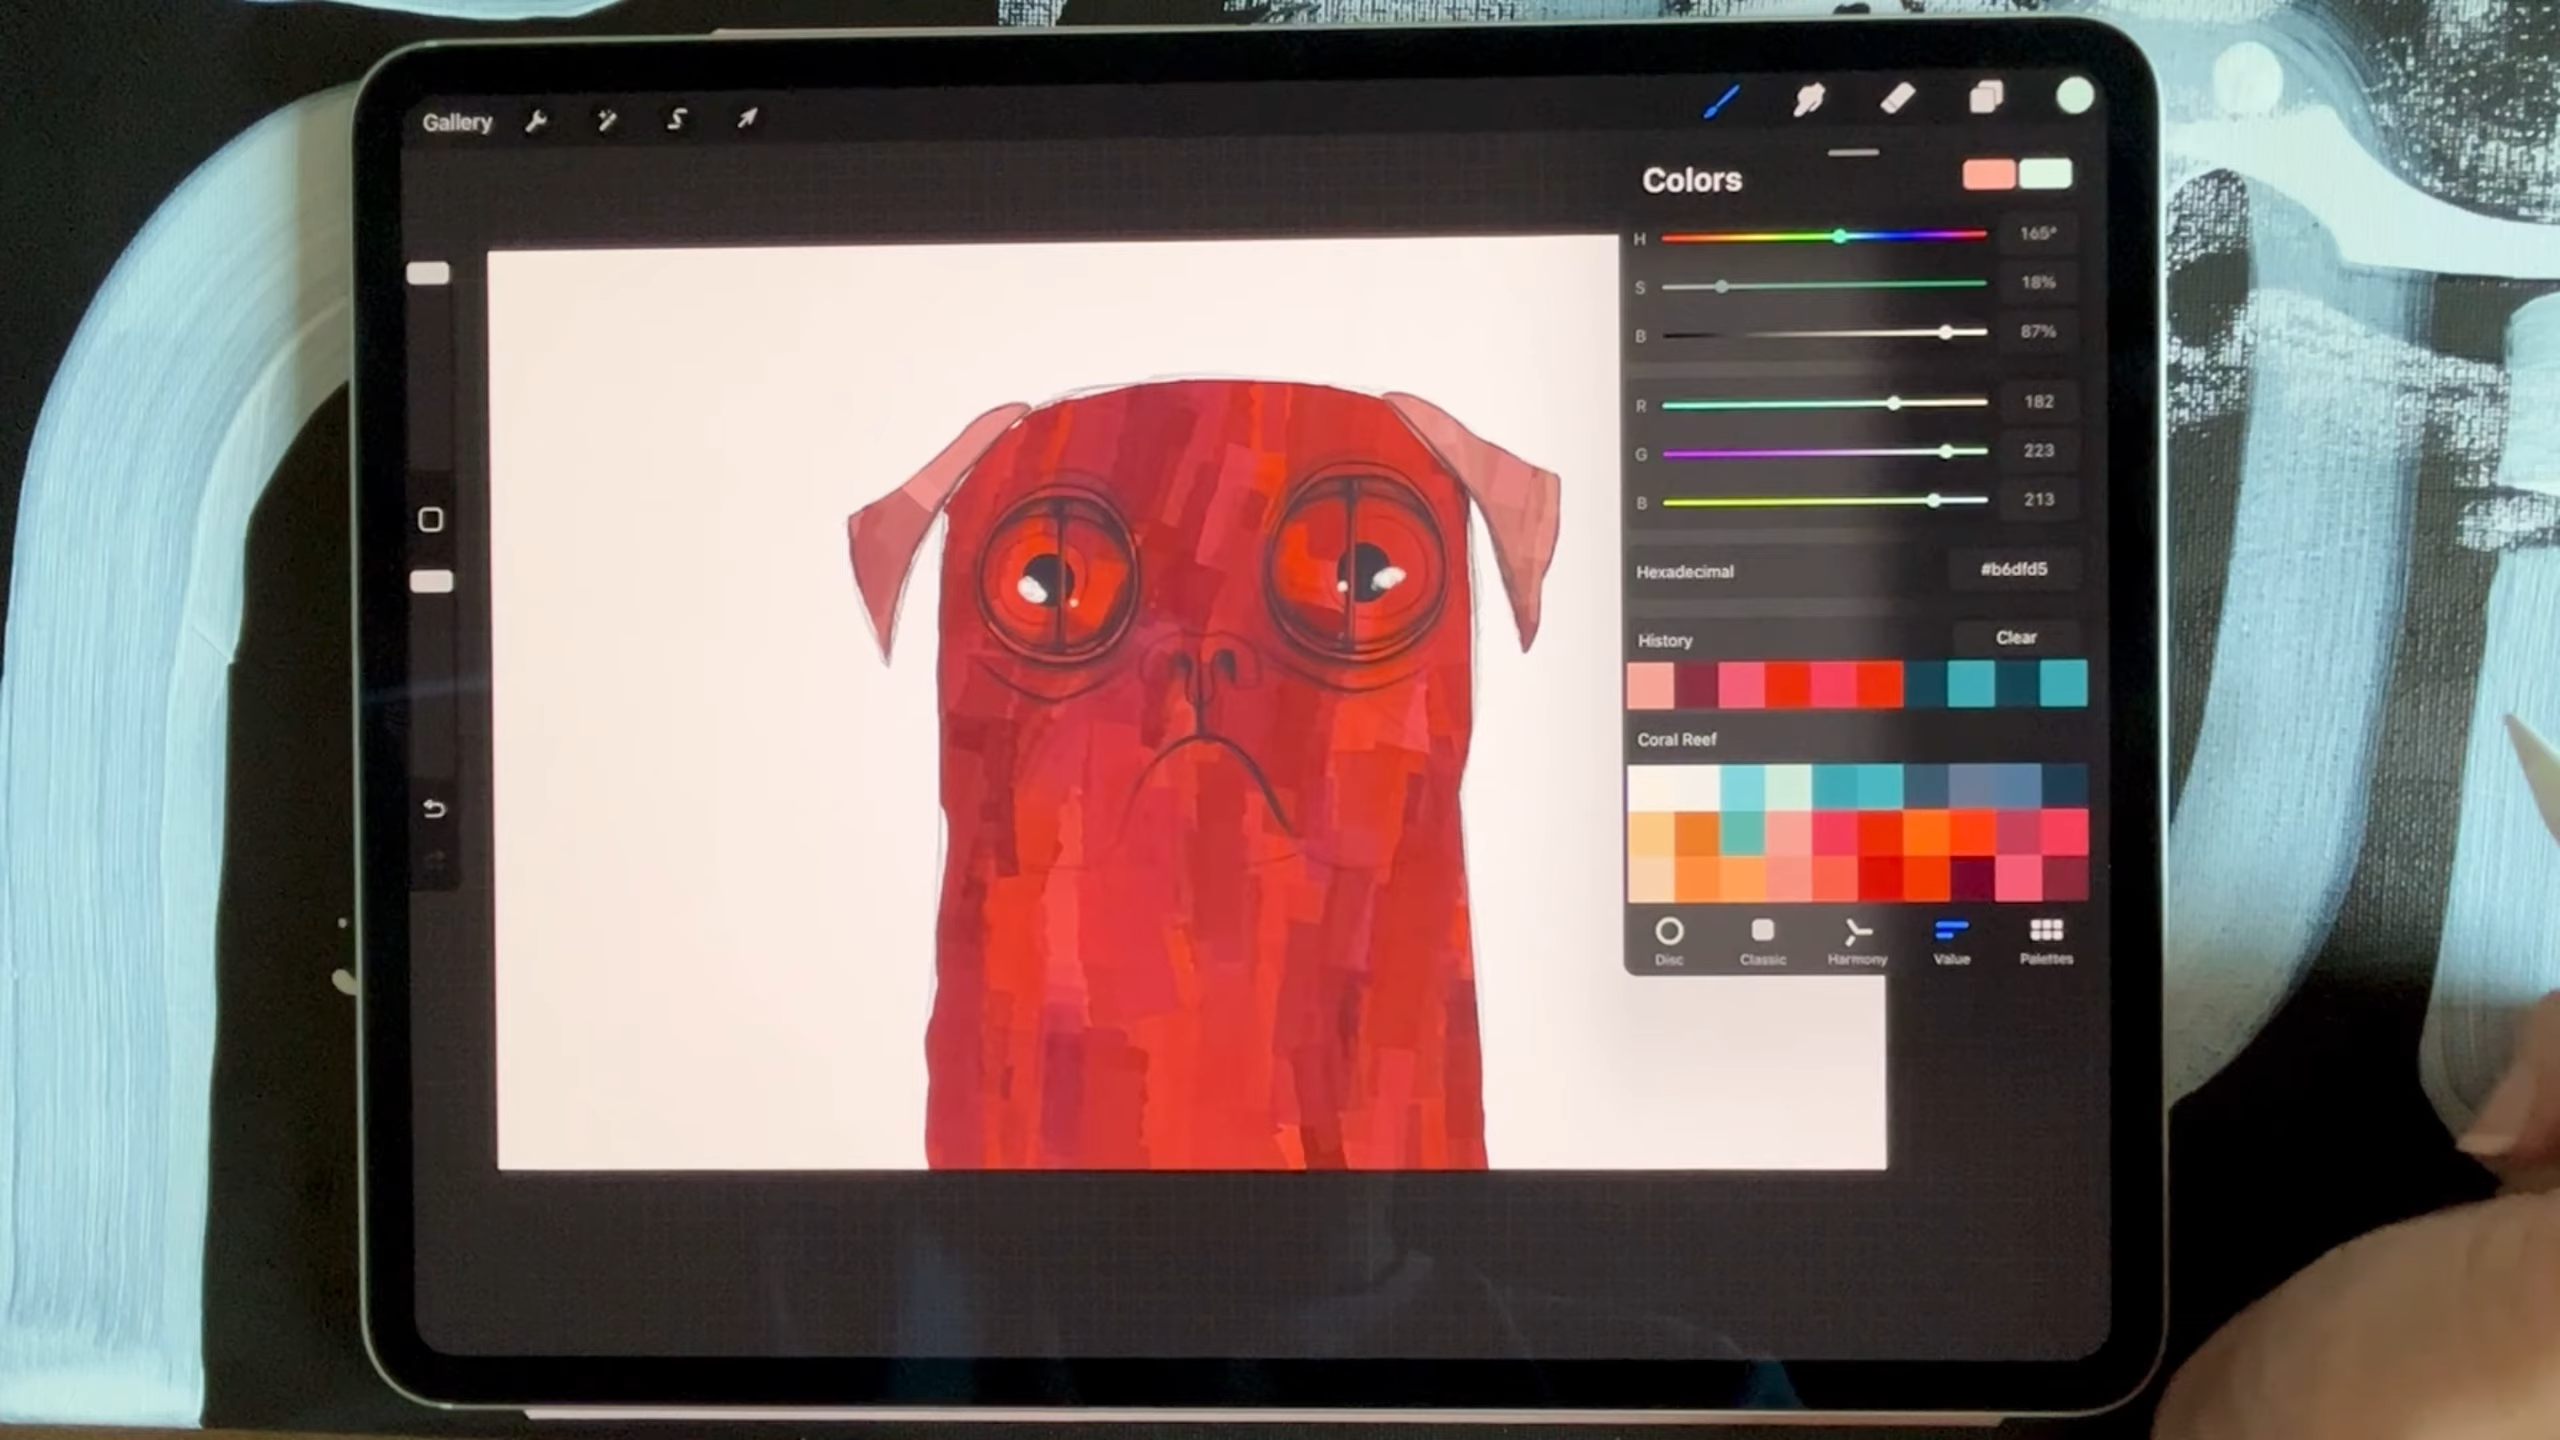 Gallery
Colors
H 165°
S 18%
B 87%
R 182
G 223
B 213
Hexadecimal #b6dfd5
History Clear
Coral Reef
Disc Classic Harmony Value Palettes